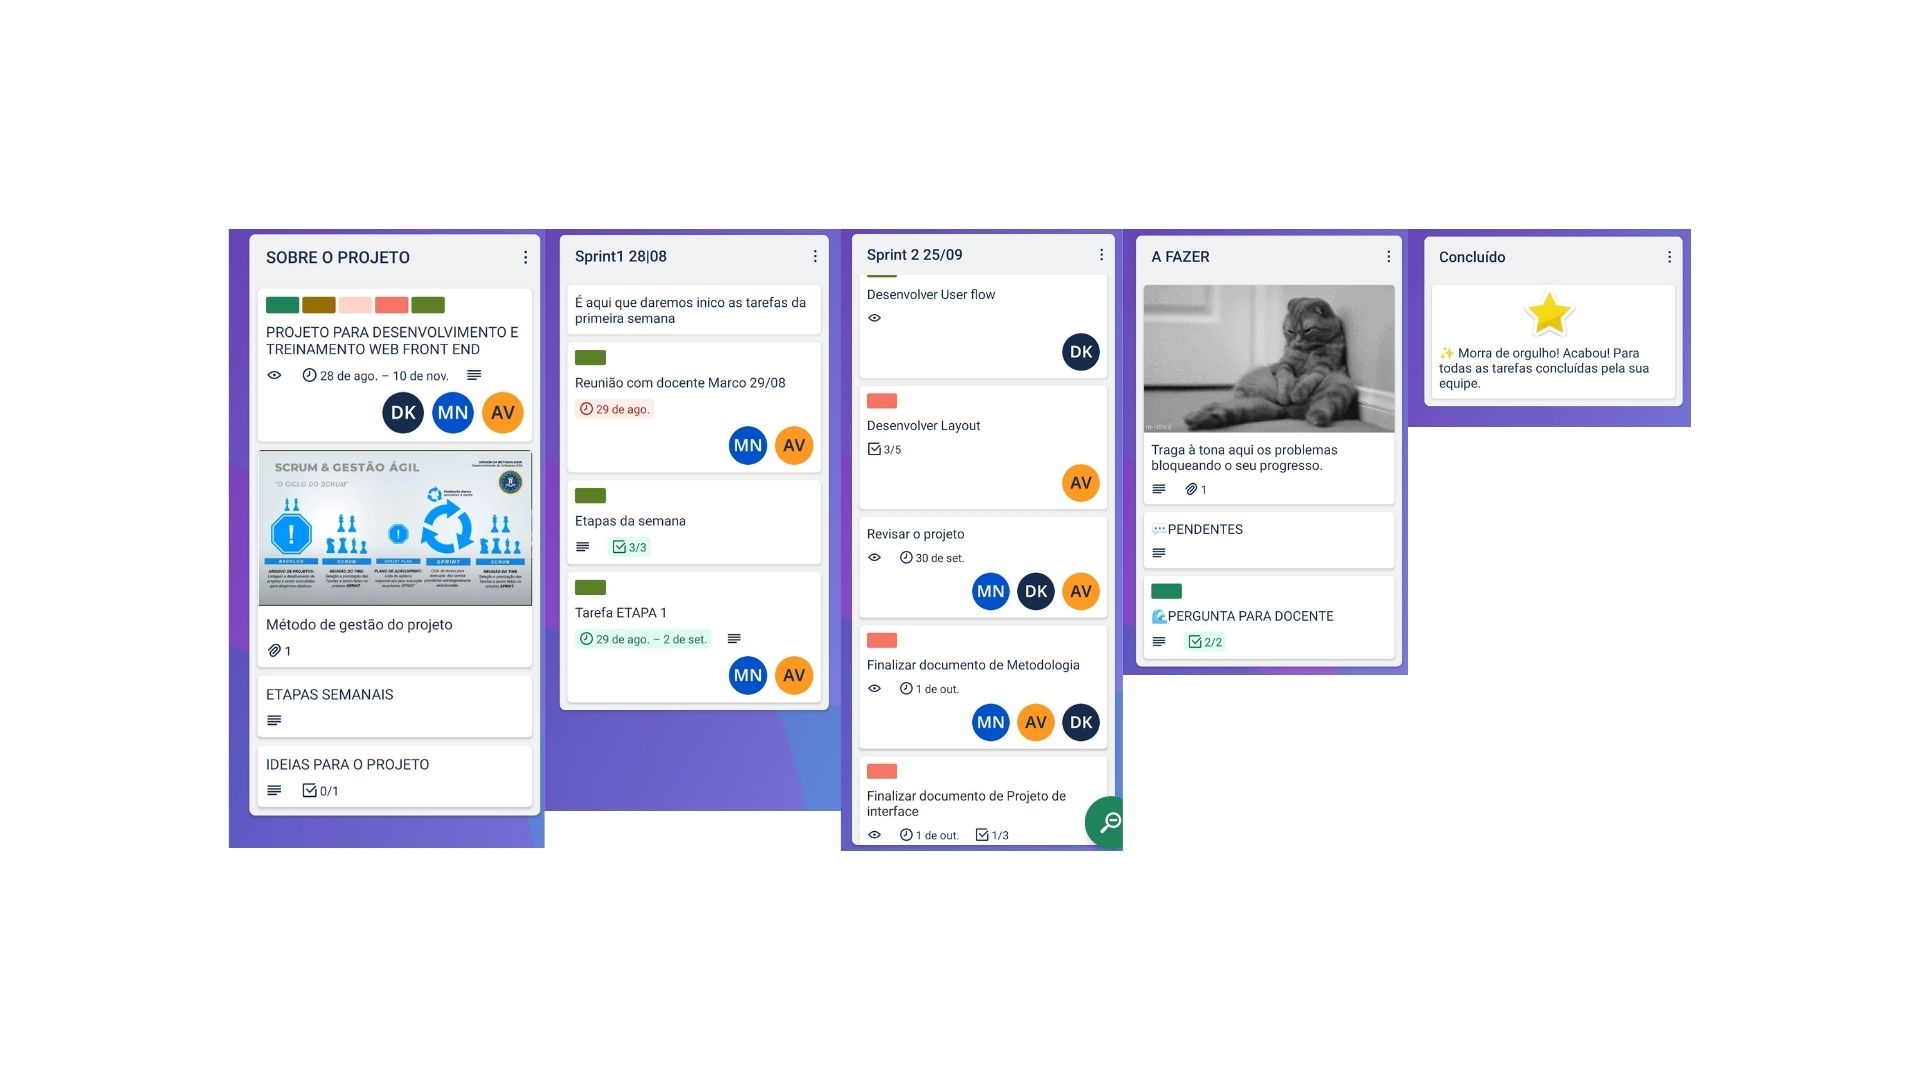 SOBRE O PROJETO
PROJETO PARA DESENVOLVIMENTO E
TREINAMENTO WEB FRONT END
28 de ago. – 10 de nov.
DK
MN
AV
SCRUM & GESTÃO ÁGIL
"O CICLO DO SCRUM"
BACKLOG
SCRUM
SPRINT PLAN
SPRINT
SCRUM
Método de gestão do projeto
1
ETAPAS SEMANAIS
IDEIAS PARA O PROJETO
0/1
Sprint1 28|08
É aqui que daremos inico as tarefas da
primeira semana
Reunião com docente Marco 29/08
29 de ago.
MN
AV
Etapas da semana
3/3
Tarefa ETAPA 1
29 de ago. – 2 de set.
MN
AV
Sprint 2 25/09
Desenvolver User flow
DK
Desenvolver Layout
3/5
AV
Revisar o projeto
30 de set.
MN
DK
AV
Finalizar documento de Metodologia
1 de out.
MN
AV
DK
Finalizar documento de Projeto de
interface
1 de out.
1/3
A FAZER
Traga à tona aqui os problemas
bloqueando o seu progresso.
1
PENDENTES
PERGUNTA PARA DOCENTE
2/2
Concluído
✨ Morra de orgulho! Acabou! Para
todas as tarefas concluídas pela sua
equipe.